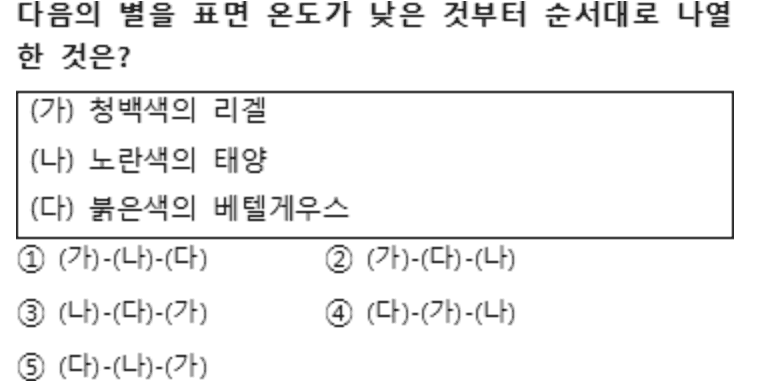 다음의 별을 표면 온도가 낮은 것부터 순서대로 나열
한 것은?
(가) 청백색의 리겔
(나) 노란색의 태양
(다) 붉은색의 베텔게우스
① (가)-(나)-(다) ② (가)-(다)-(나)
③ (나)-(다)-(가) ④ (다)-(가)-(나)
⑤ (다)-(나)-(가)